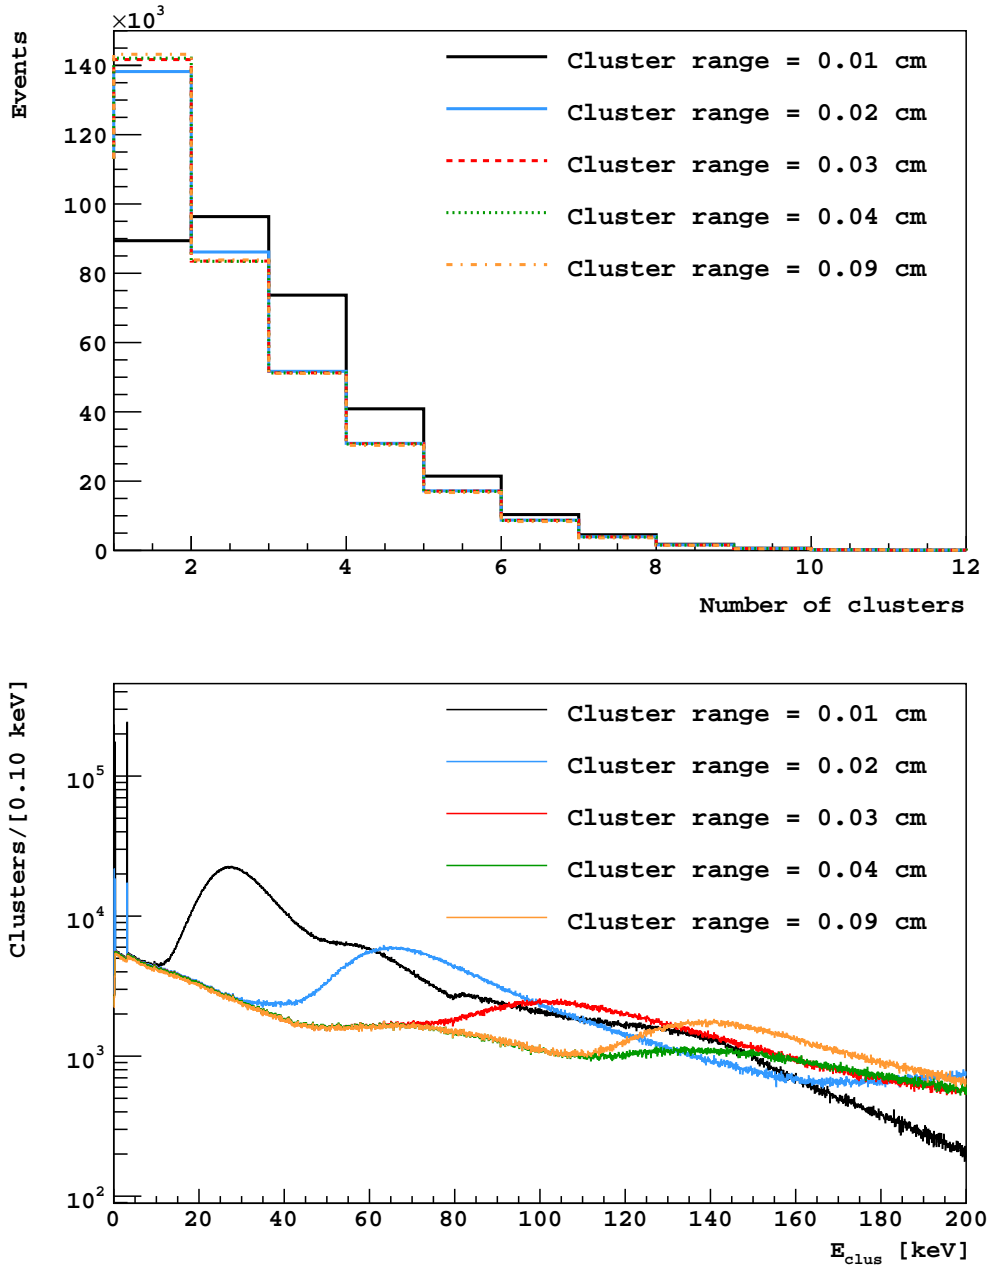 ×10³
Events
140
120
100
80
60
40
20
0
2 4 6 8 10 12
Number of clusters
Cluster range = 0.01 cm
Cluster range = 0.02 cm
Cluster range = 0.03 cm
Cluster range = 0.04 cm
Cluster range = 0.09 cm
Clusters/[0.10 keV]
10⁵
10⁴
10³
10²
0 20 40 60 80 100 120 140 160 180 200
E_clus [keV]
Cluster range = 0.01 cm
Cluster range = 0.02 cm
Cluster range = 0.03 cm
Cluster range = 0.04 cm
Cluster range = 0.09 cm